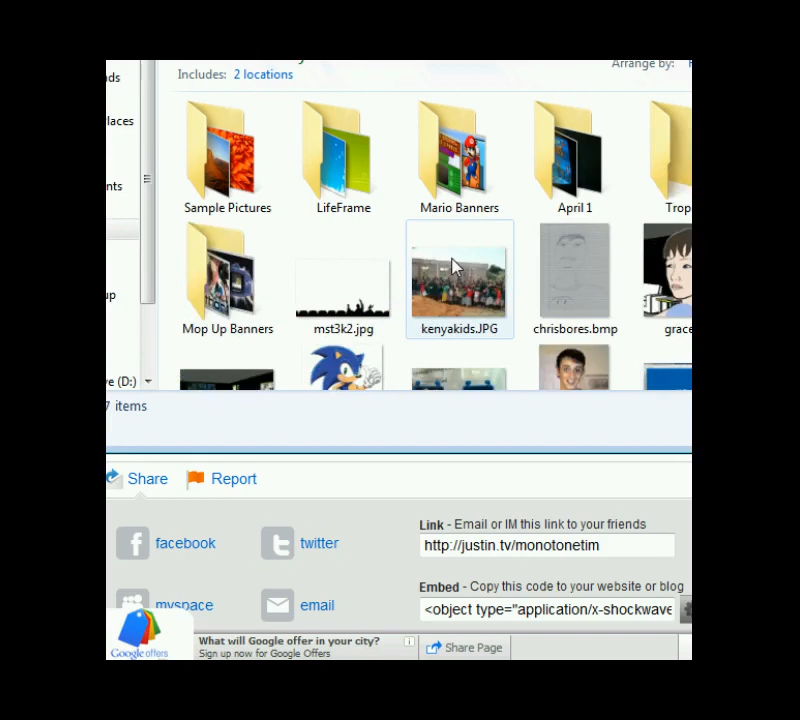 ds
Includes: 2 locations
Arrange by:
laces
Sample Pictures
LifeFrame
Mario Banners
April 1
Trop
nts
up
Mop Up Banners
mst3k2.jpg
kenyakids.JPG
chrisbores.bmp
grace
e (D:)
7 items
Share
Report
Link - Email or IM this link to your friends
facebook
twitter
http://justin.tv/monotonetim
Embed - Copy this code to your website or blog
myspace
email
<object type="application/x-shockwave
Google offers
What will Google offer in your city?
Sign up now for Google Offers
Share Page